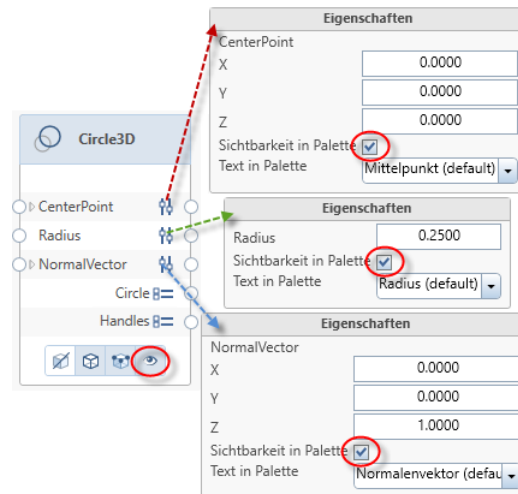 Eigenschaften
CenterPoint
X 0.0000
Y 0.0000
Z 0.0000
Sichtbarkeit in Palette
Text in Palette Mittelpunkt (default)
Circle3D
CenterPoint
Radius
NormalVector
Circle
Handles
Eigenschaften
Radius 0.2500
Sichtbarkeit in Palette
Text in Palette Radius (default)
Eigenschaften
NormalVector
X 0.0000
Y 0.0000
Z 1.0000
Sichtbarkeit in Palette
Text in Palette Normalenvektor (defau